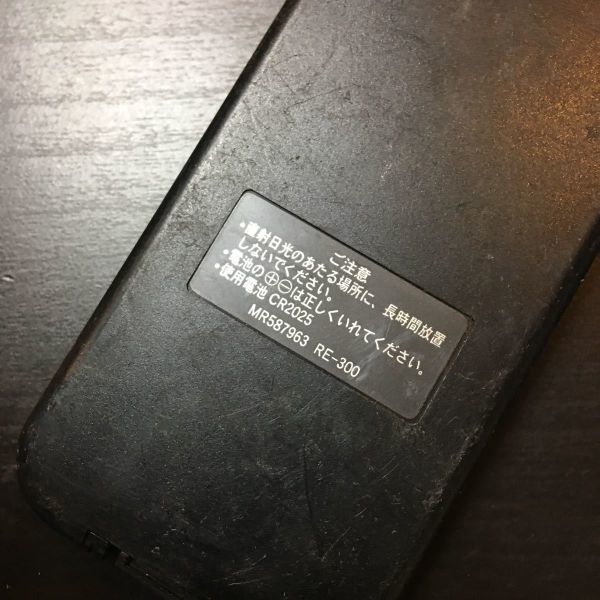 ご注意
•直射日光のあたる場所に、長時間放置
しないでください。
•電池の⊕⊖は正しくいれてください。
•使用電池 CR2025
MR587963 RE-300